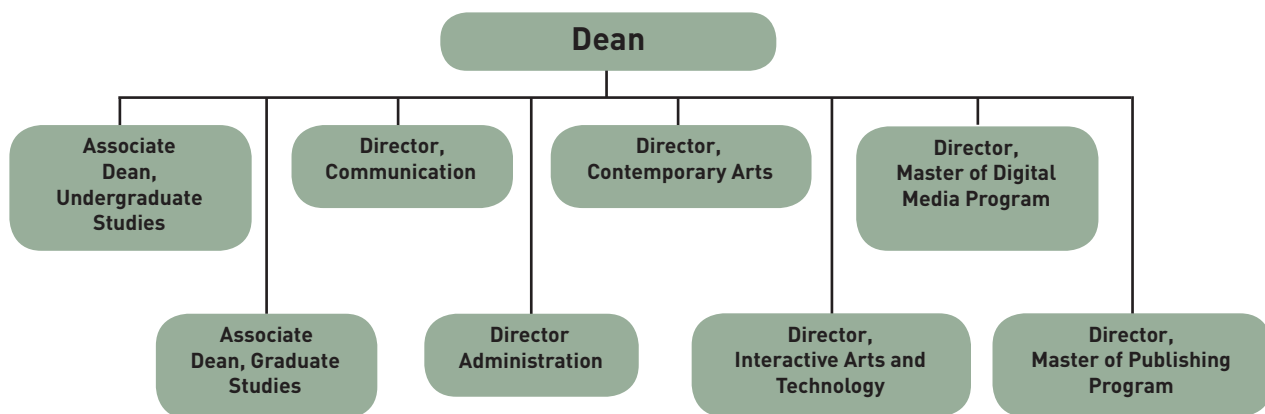 Dean
Associate
Dean,
Undergraduate
Studies
Director,
Communication
Director,
Contemporary Arts
Director,
Master of Digital
Media Program
Associate
Dean, Graduate
Studies
Director
Administration
Director,
Interactive Arts and
Technology
Director,
Master of Publishing
Program